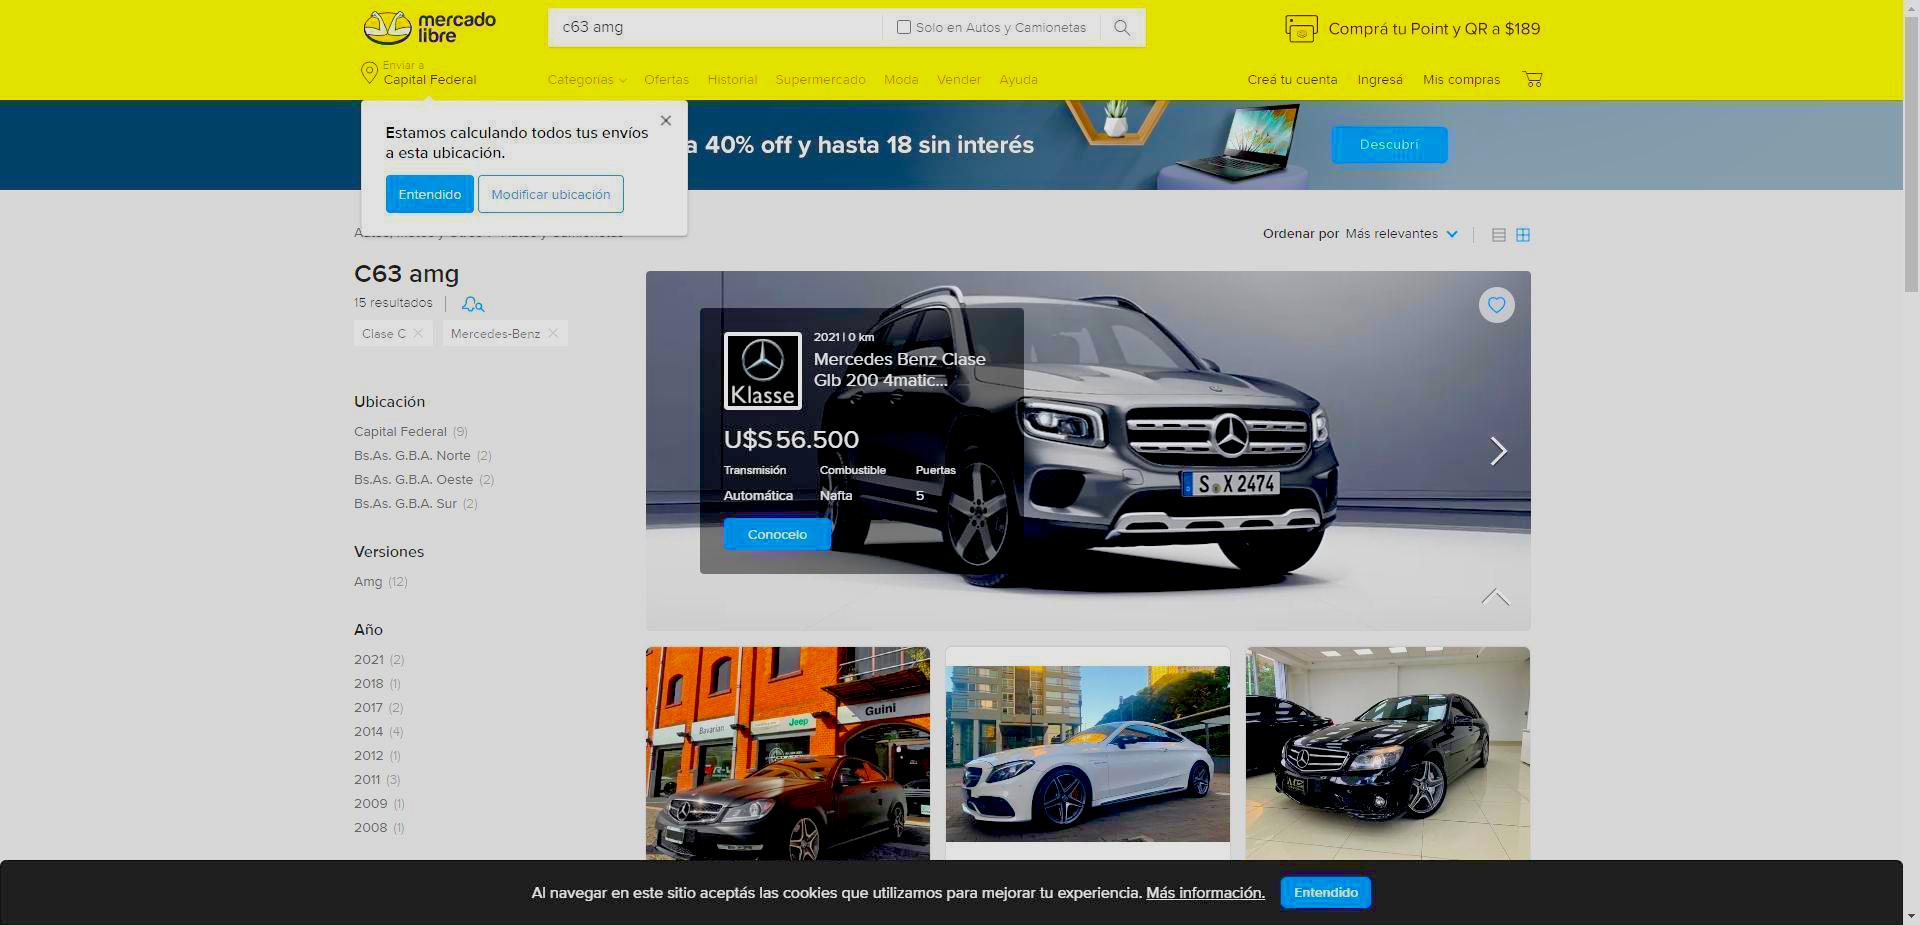 mercado
libre
c63 amg
Solo en Autos y Camionetas
Comprá tu Point y QR a $189
Enviar a
Capital Federal
Categorías
Ofertas
Historial
Supermercado
Moda
Vender
Ayuda
Creá tu cuenta
Ingresá
Mis compras
Estamos calculando todos tus envíos
a esta ubicación.
Entendido
Modificar ubicación
a 40% off y hasta 18 sin interés
Descubrí
Ordenar por Más relevantes
C63 amg
15 resultados
Clase C
Mercedes-Benz
Ubicación
Capital Federal (9)
Bs.As. G.B.A. Norte (2)
Bs.As. G.B.A. Oeste (2)
Bs.As. G.B.A. Sur (2)
Versiones
Amg (12)
Año
2021 (2)
2018 (1)
2017 (2)
2014 (4)
2012 (1)
2011 (3)
2009 (1)
2008 (1)
Klasse
2021 | 0 km
Mercedes Benz Clase
Glb 200 4matic...
U$S 56.500
Transmisión Combustible Puertas
Automática Nafta 5
Conocelo
S X 2474
Bavarian
Jeep
Guini
Al navegar en este sitio aceptás las cookies que utilizamos para mejorar tu experiencia. Más información.
Entendido